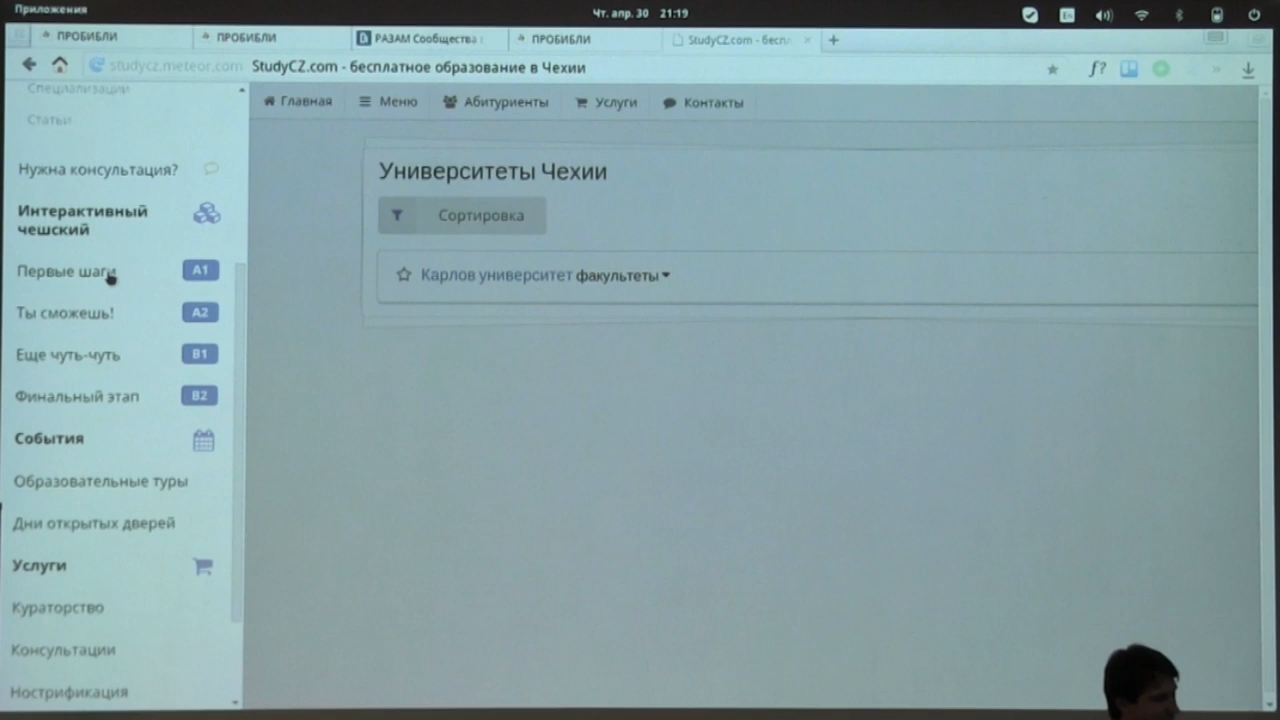 Приложения
Чт. апр. 30 21:19
En
ПРОБИБЛИ
ПРОБИБЛИ
РАЗАМ Сообщества
ПРОБИБЛИ
StudyCZ.com - беспл
studycz.meteor.com StudyCZ.com - бесплатное образование в Чехии
f?
Главная
Меню
Абитуриенты
Услуги
Контакты
Специализации
Статьи
Нужна консультация?
Интерактивный
чешский
Первые шаги A1
Ты сможешь! A2
Еще чуть-чуть B1
Финальный этап B2
События
Образовательные туры
Дни открытых дверей
Услуги
Кураторство
Консультации
Нострификация
Университеты Чехии
Сортировка
Карлов университет факультеты